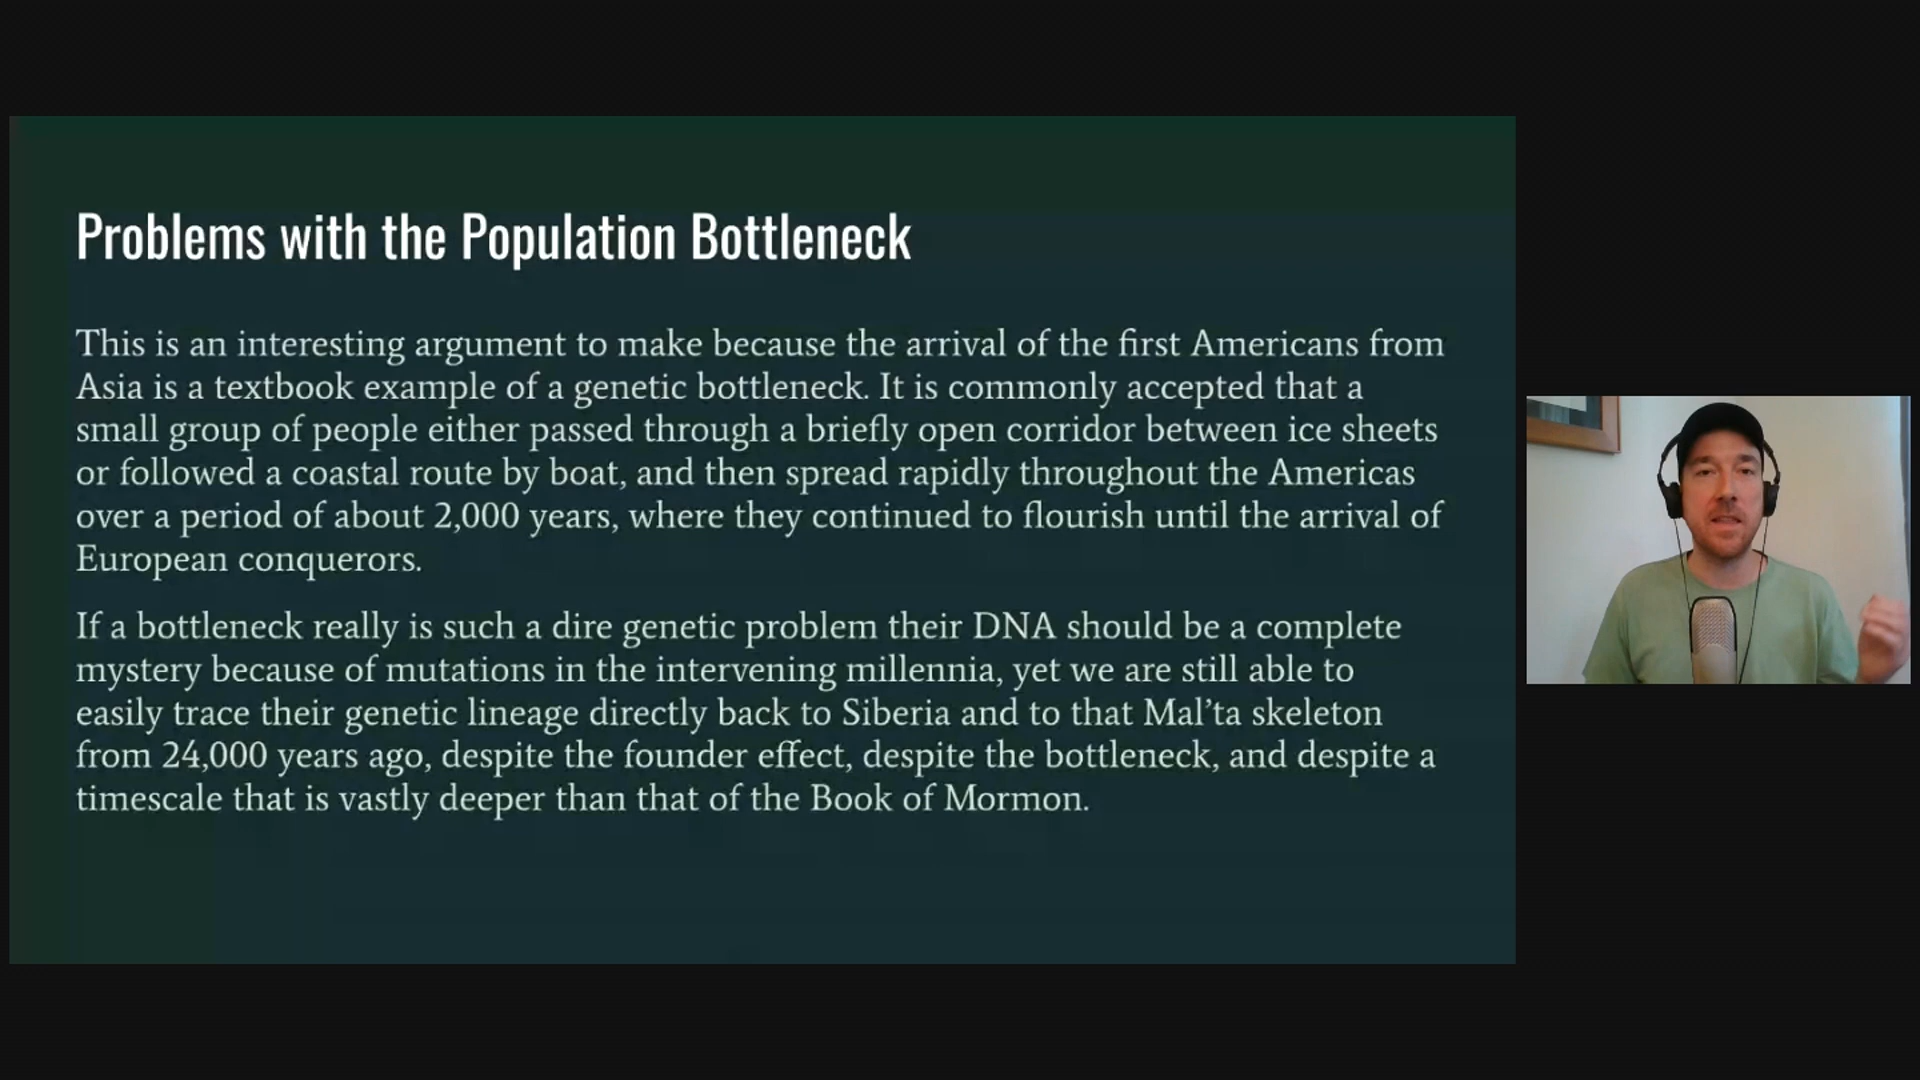 Problems with the Population Bottleneck
This is an interesting argument to make because the arrival of the first Americans from
Asia is a textbook example of a genetic bottleneck. It is commonly accepted that a
small group of people either passed through a briefly open corridor between ice sheets
or followed a coastal route by boat, and then spread rapidly throughout the Americas
over a period of about 2,000 years, where they continued to flourish until the arrival of
European conquerors.
If a bottleneck really is such a dire genetic problem their DNA should be a complete
mystery because of mutations in the intervening millennia, yet we are still able to
easily trace their genetic lineage directly back to Siberia and to that Mal’ta skeleton
from 24,000 years ago, despite the founder effect, despite the bottleneck, and despite a
timescale that is vastly deeper than that of the Book of Mormon.